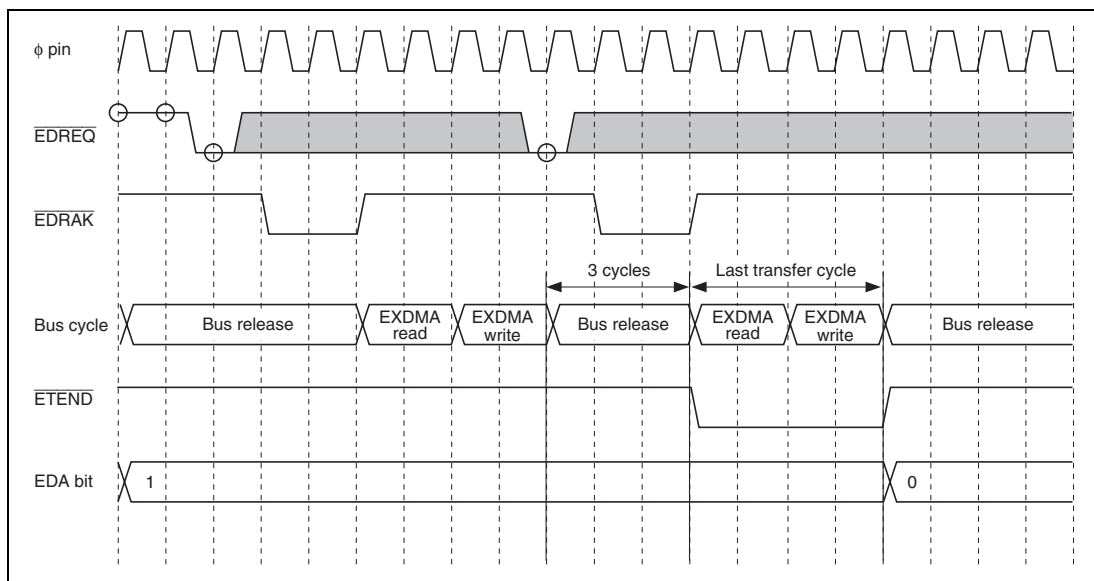 φ pin
EDREQ
EDRAK
3 cycles
Last transfer cycle
Bus cycle
Bus release
EXDMA
read
EXDMA
write
Bus release
EXDMA
read
EXDMA
write
Bus release
ETEND
EDA bit
1
0